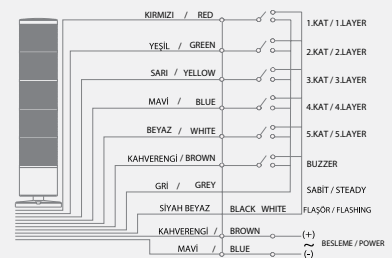 KIRMIZI / RED 1.KAT / 1.LAYER
YEŞİL / GREEN 2.KAT / 2.LAYER
SARI / YELLOW 3.KAT / 3.LAYER
MAVİ / BLUE 4.KAT / 4.LAYER
BEYAZ / WHITE 5.KAT / 5.LAYER
KAHVERENGİ / BROWN BUZZER
GRİ / GREY SABİT / STEADY
SİYAH BEYAZ BLACK WHITE FLAŞÖR / FLASHING
KAHVERENGİ / BROWN (+)
~ BESLEME / POWER
MAVİ / BLUE (-)